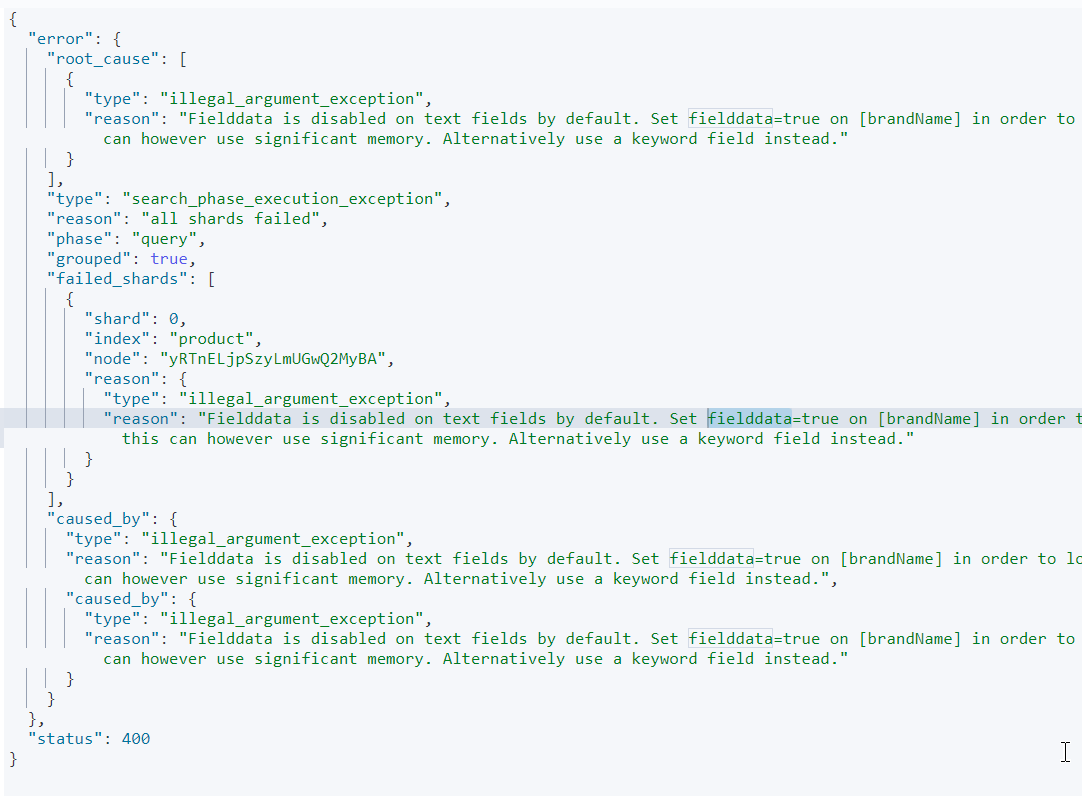 {
  "error": {
    "root_cause": [
      {
        "type": "illegal_argument_exception",
        "reason": "Fielddata is disabled on text fields by default. Set fielddata=true on [brandName] in order to
          can however use significant memory. Alternatively use a keyword field instead."
      }
    ],
    "type": "search_phase_execution_exception",
    "reason": "all shards failed",
    "phase": "query",
    "grouped": true,
    "failed_shards": [
      {
        "shard": 0,
        "index": "product",
        "node": "yRTnELjpSzyLmUGwQ2MyBA",
        "reason": {
          "type": "illegal_argument_exception",
          "reason": "Fielddata is disabled on text fields by default. Set fielddata=true on [brandName] in order t
            this can however use significant memory. Alternatively use a keyword field instead."
        }
      }
    ],
    "caused_by": {
      "type": "illegal_argument_exception",
      "reason": "Fielddata is disabled on text fields by default. Set fielddata=true on [brandName] in order to lo
        can however use significant memory. Alternatively use a keyword field instead.",
      "caused_by": {
        "type": "illegal_argument_exception",
        "reason": "Fielddata is disabled on text fields by default. Set fielddata=true on [brandName] in order to
          can however use significant memory. Alternatively use a keyword field instead."
      }
    }
  },
  "status": 400
}